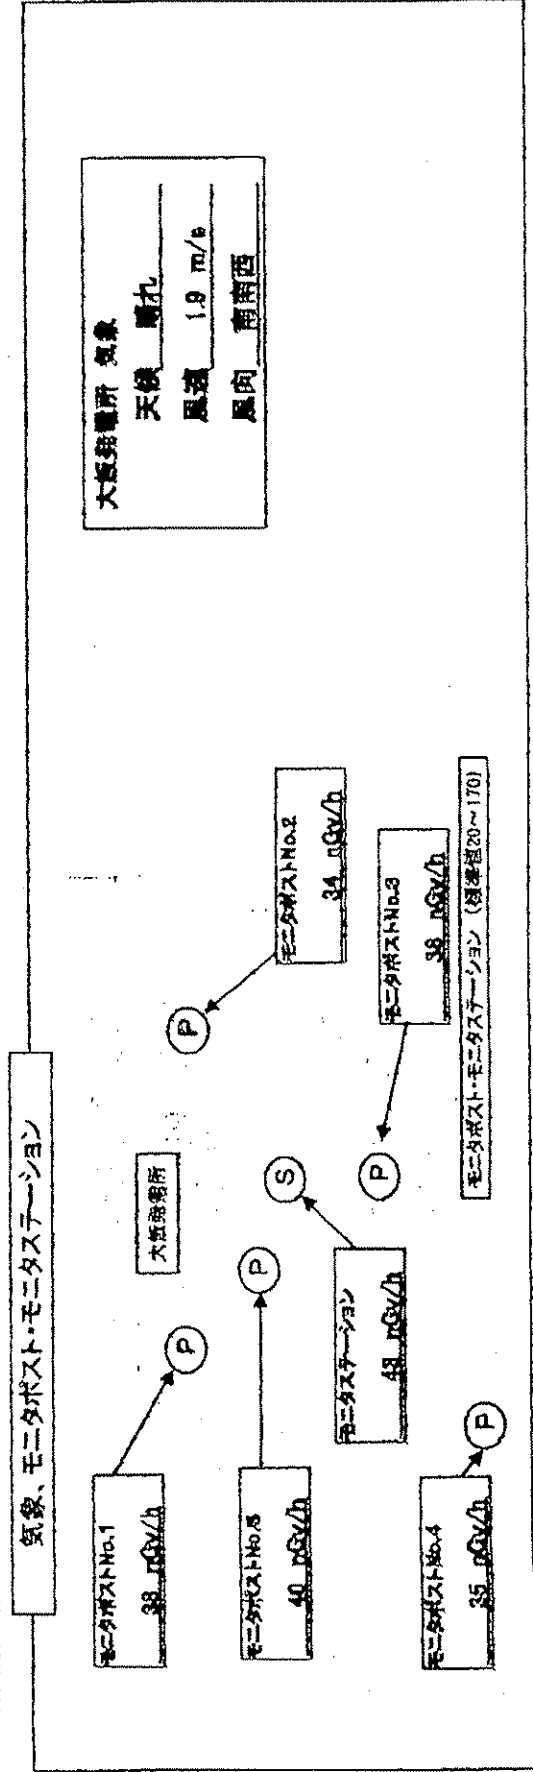 気象、モニタポスト・モニタステーション
大飯発電所 気象
天候 晴れ
風速 1.9 m/s
風向 南南西
モニタポストNo.1
38 nGy/h
大飯発電所
P
P
モニタポストNo.2
34 nGy/h
モニタポストNo.5
40 nGy/h
P
S
モニタステーション
43 nGy/h
P
モニタポストNo.3
38 nGy/h
モニタポストNo.4
35 nGy/h
P
モニタポスト・モニタステーション (標準値20~170)